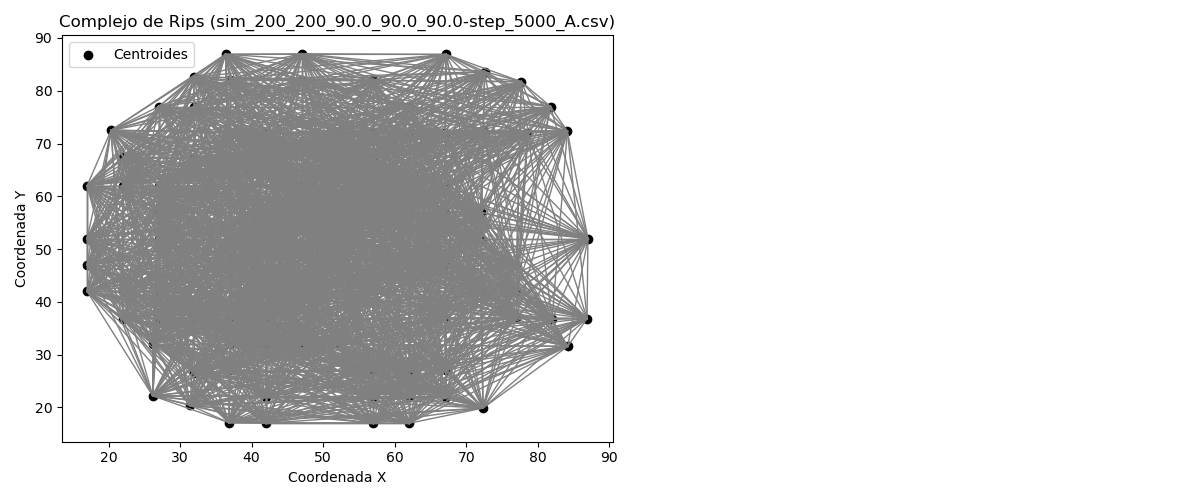 Complejo de Rips (sim_200_200_90.0_90.0_90.0-step_5000_A.csv)
Centroides
Coordenada Y
90
80
70
60
50
40
30
20
20 30 40 50 60 70 80 90
Coordenada X